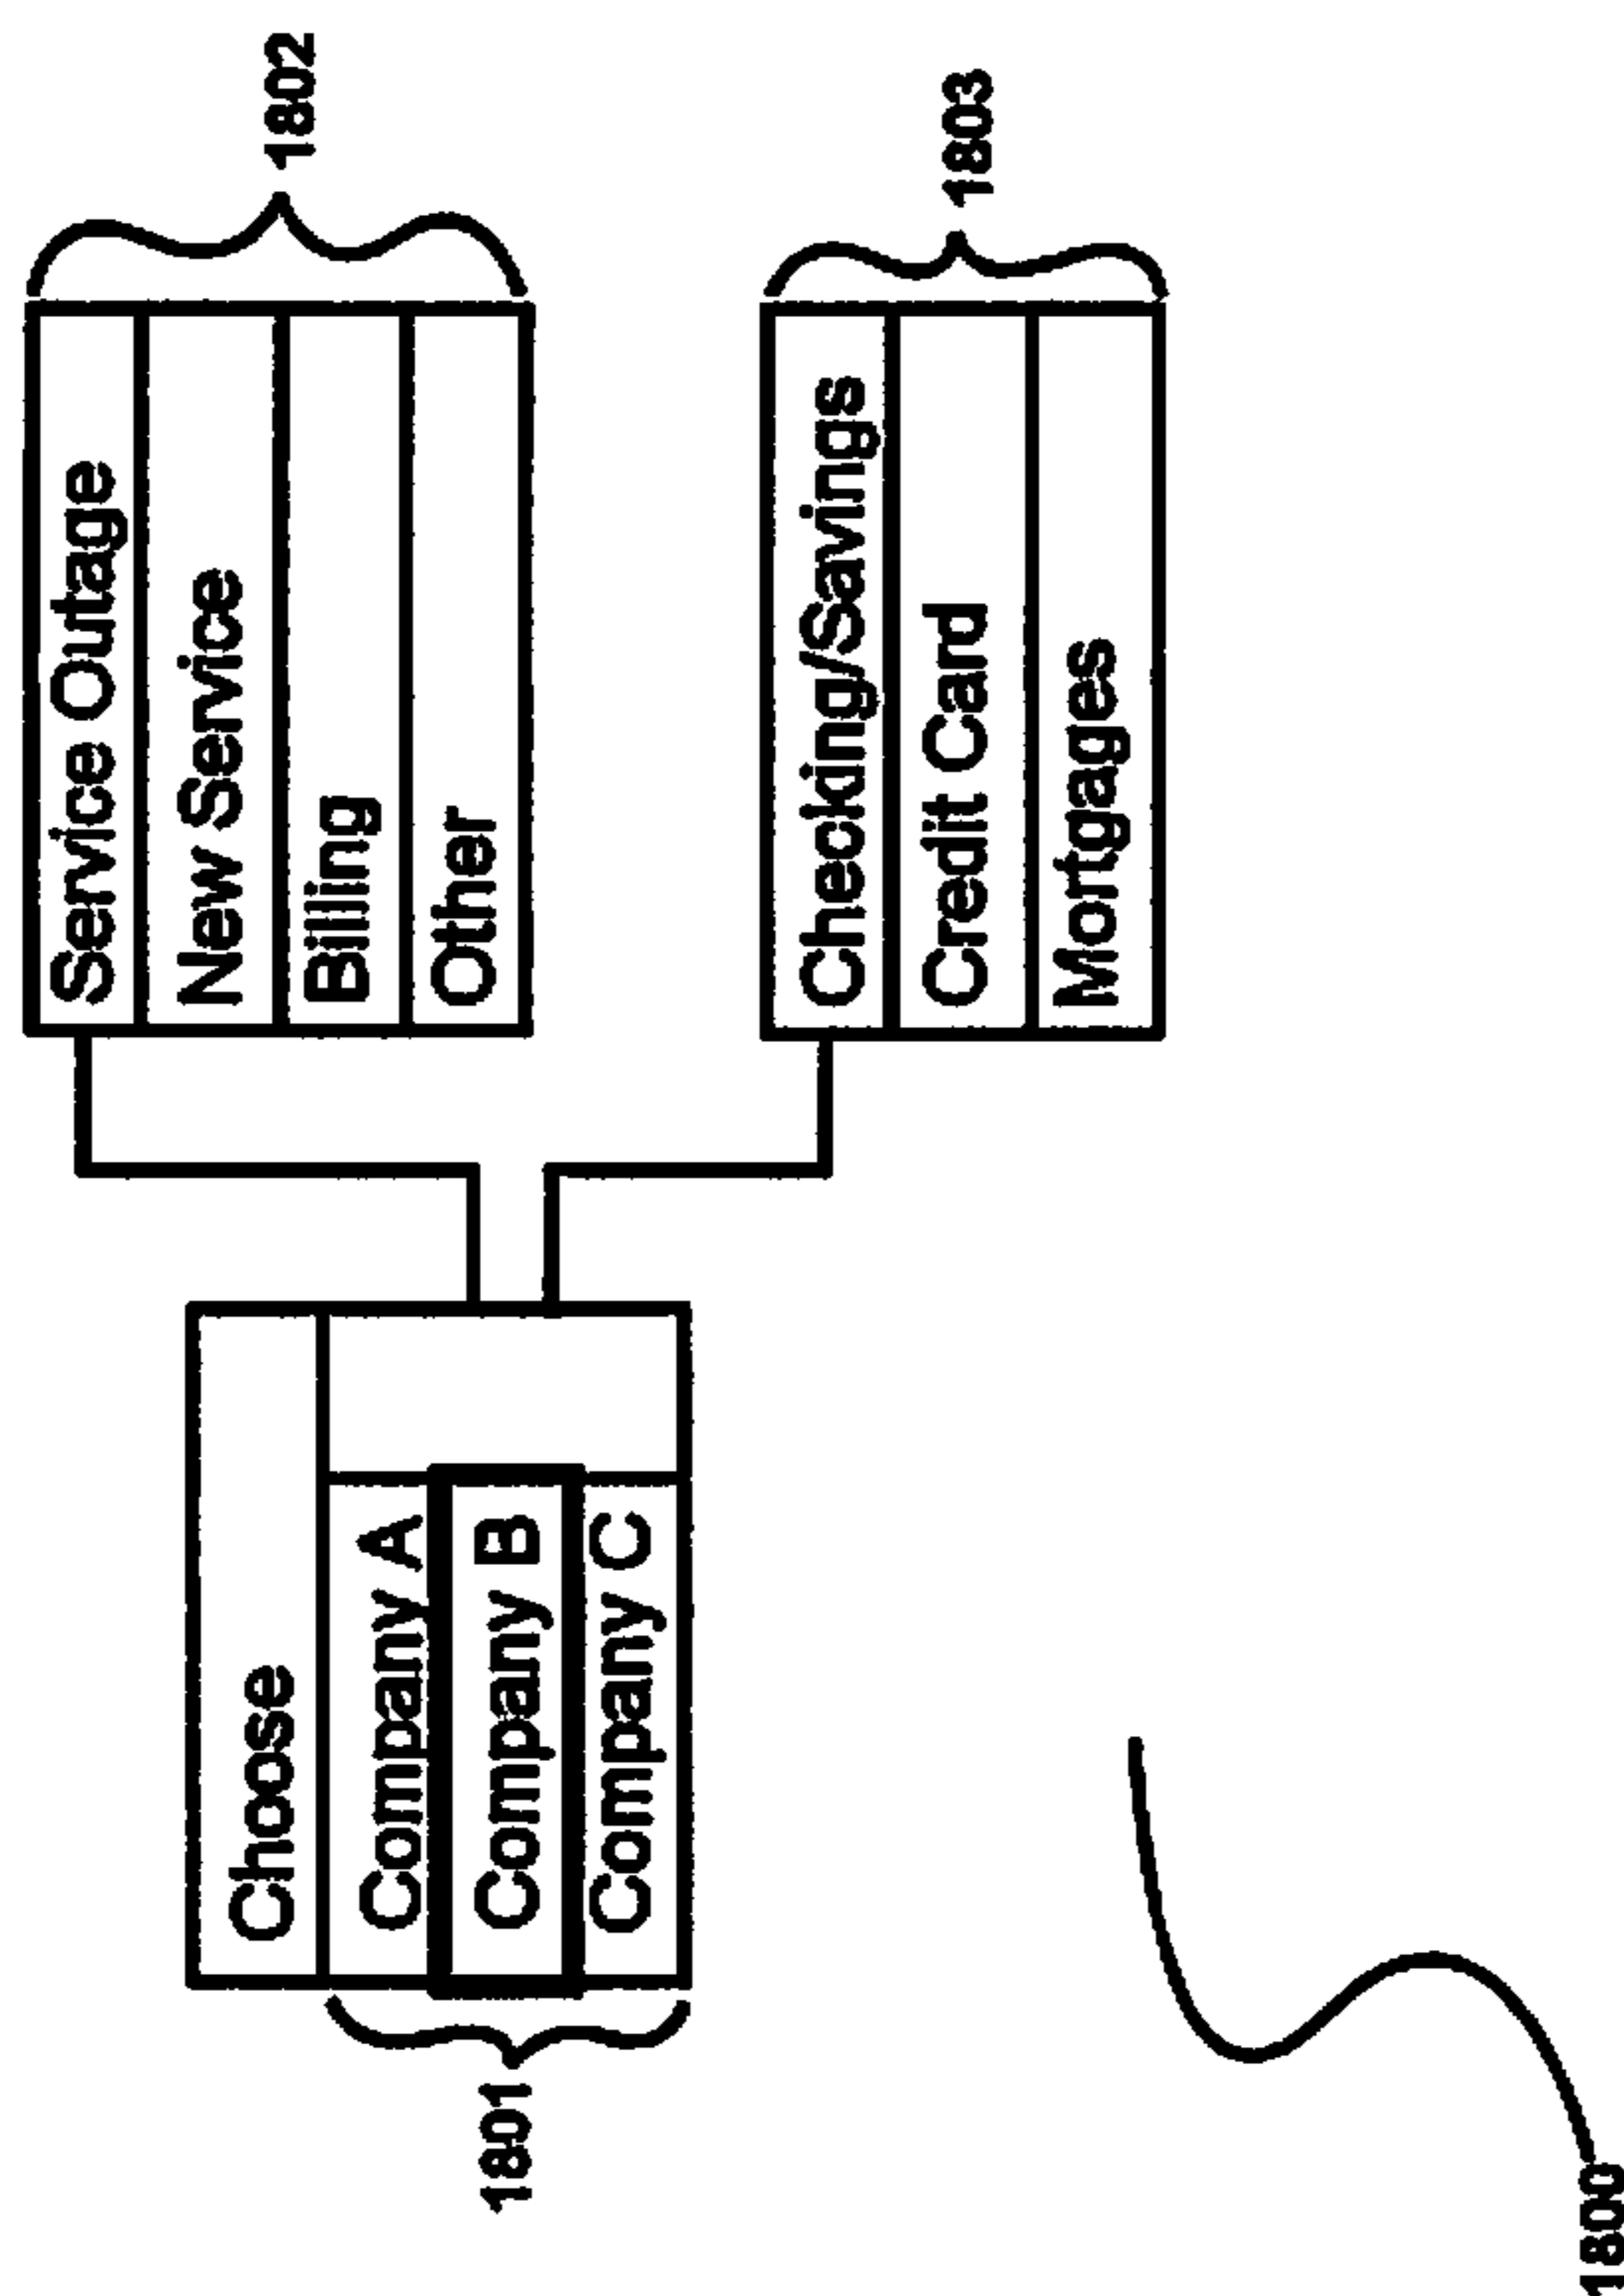 1802
Service Outage
New Service
Billing
Other
Choose
Company A
Company B
Company C
1801
1803
Checking/Savings
Credit Card
Mortgages
1800